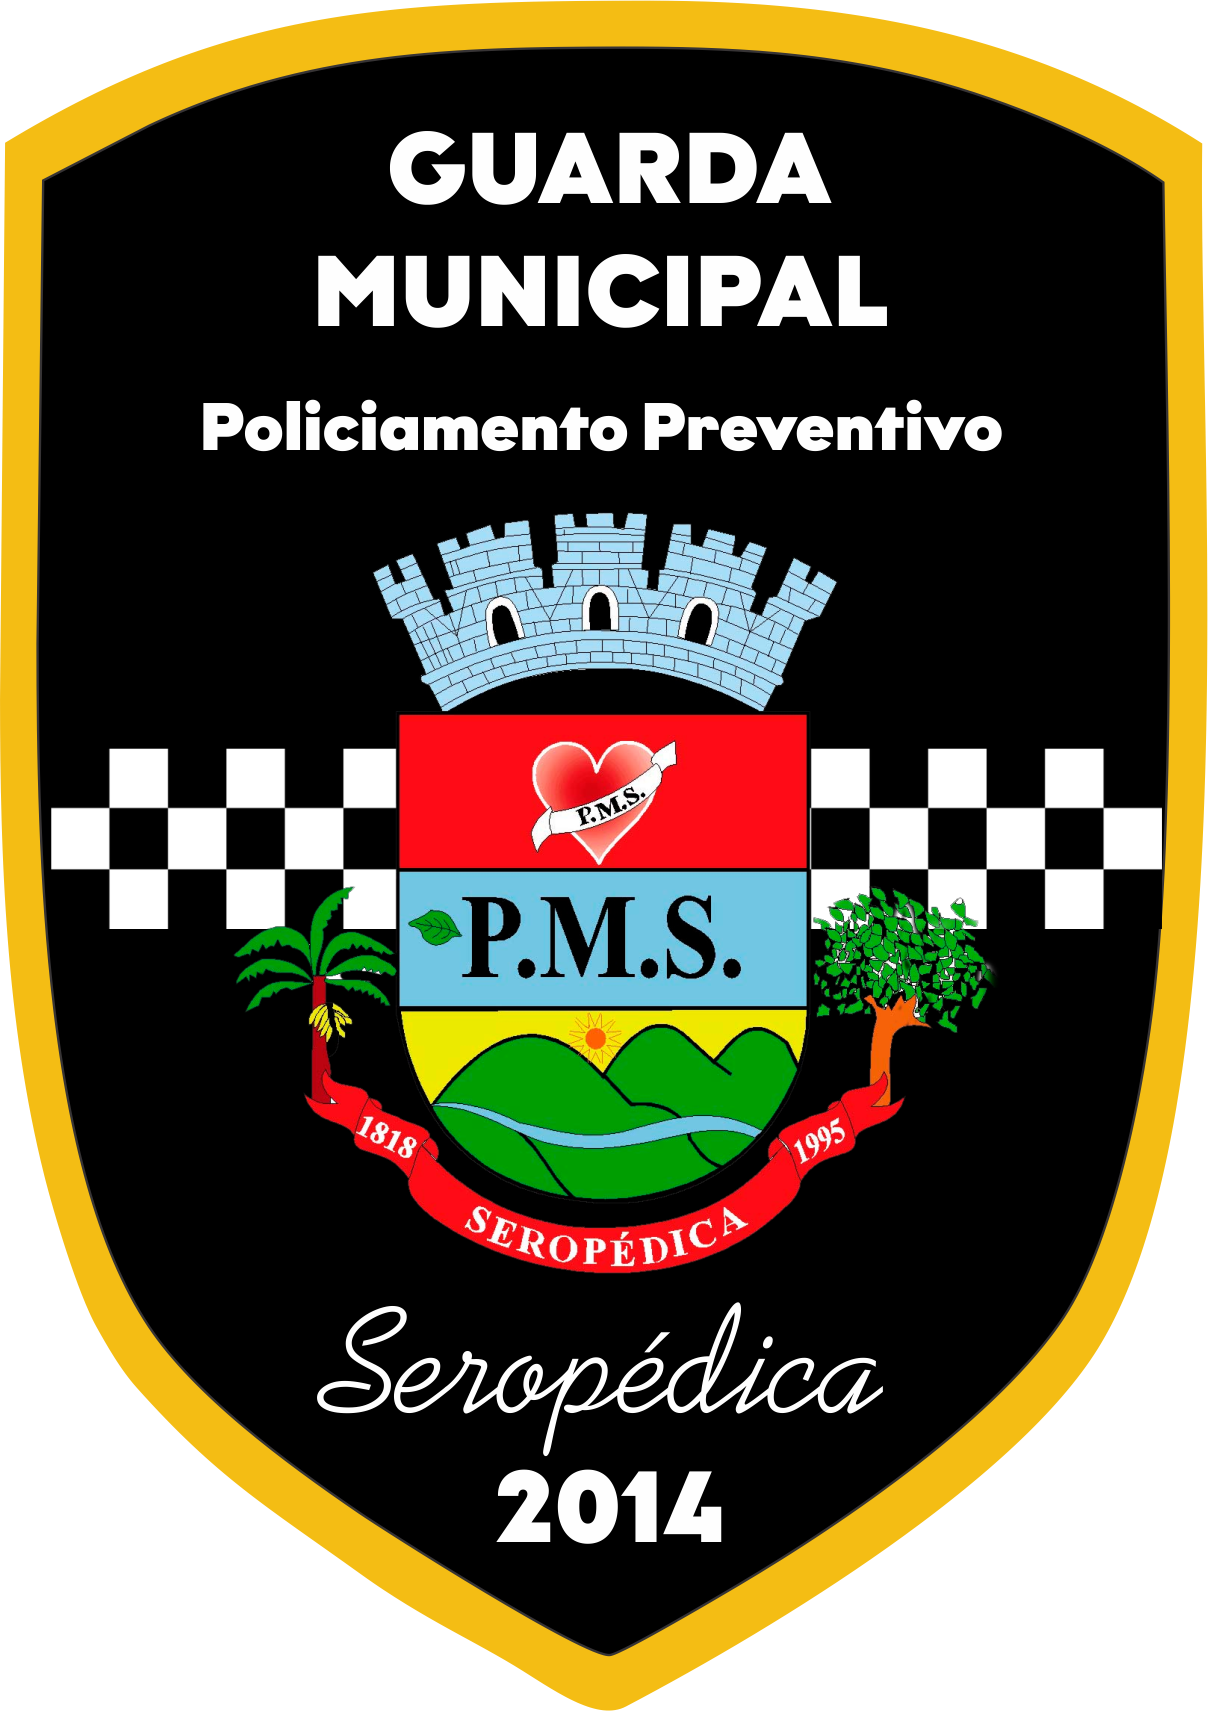 GUARDA
MUNICIPAL
Policiamento Preventivo
P.M.S.
P.M.S.
1818
1995
SEROPÉDICA
Seropédica
2014